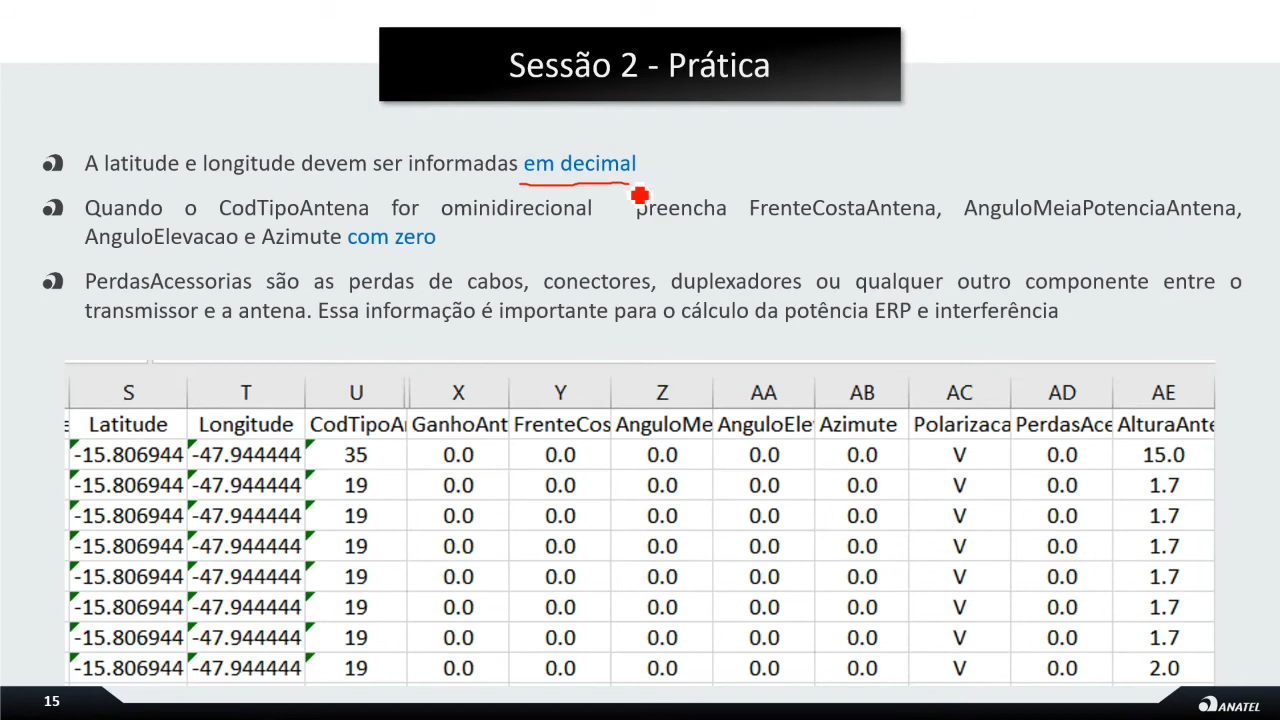 Sessão 2 - Prática
A latitude e longitude devem ser informadas em decimal
Quando o CodTipoAntena for ominidirecional preencha FrenteCostaAntena, AnguloMeiaPotenciaAntena,
AnguloElevacao e Azimute com zero
PerdasAcessorias são as perdas de cabos, conectores, duplexadores ou qualquer outro componente entre o
transmissor e a antena. Essa informação é importante para o cálculo da potência ERP e interferência
S T U X Y Z AA AB AC AD AE
Latitude Longitude CodTipoAr GanhoAnt FrenteCos AnguloMe AnguloElev Azimute Polarizaca PerdasAce AlturaAnte
-15.806944 -47.944444 35 0.0 0.0 0.0 0.0 0.0 V 0.0 15.0
-15.806944 -47.944444 19 0.0 0.0 0.0 0.0 0.0 V 0.0 1.7
-15.806944 -47.944444 19 0.0 0.0 0.0 0.0 0.0 V 0.0 1.7
-15.806944 -47.944444 19 0.0 0.0 0.0 0.0 0.0 V 0.0 1.7
-15.806944 -47.944444 19 0.0 0.0 0.0 0.0 0.0 V 0.0 1.7
-15.806944 -47.944444 19 0.0 0.0 0.0 0.0 0.0 V 0.0 1.7
-15.806944 -47.944444 19 0.0 0.0 0.0 0.0 0.0 V 0.0 1.7
-15.806944 -47.944444 19 0.0 0.0 0.0 0.0 0.0 V 0.0 2.0
15
ANATEL